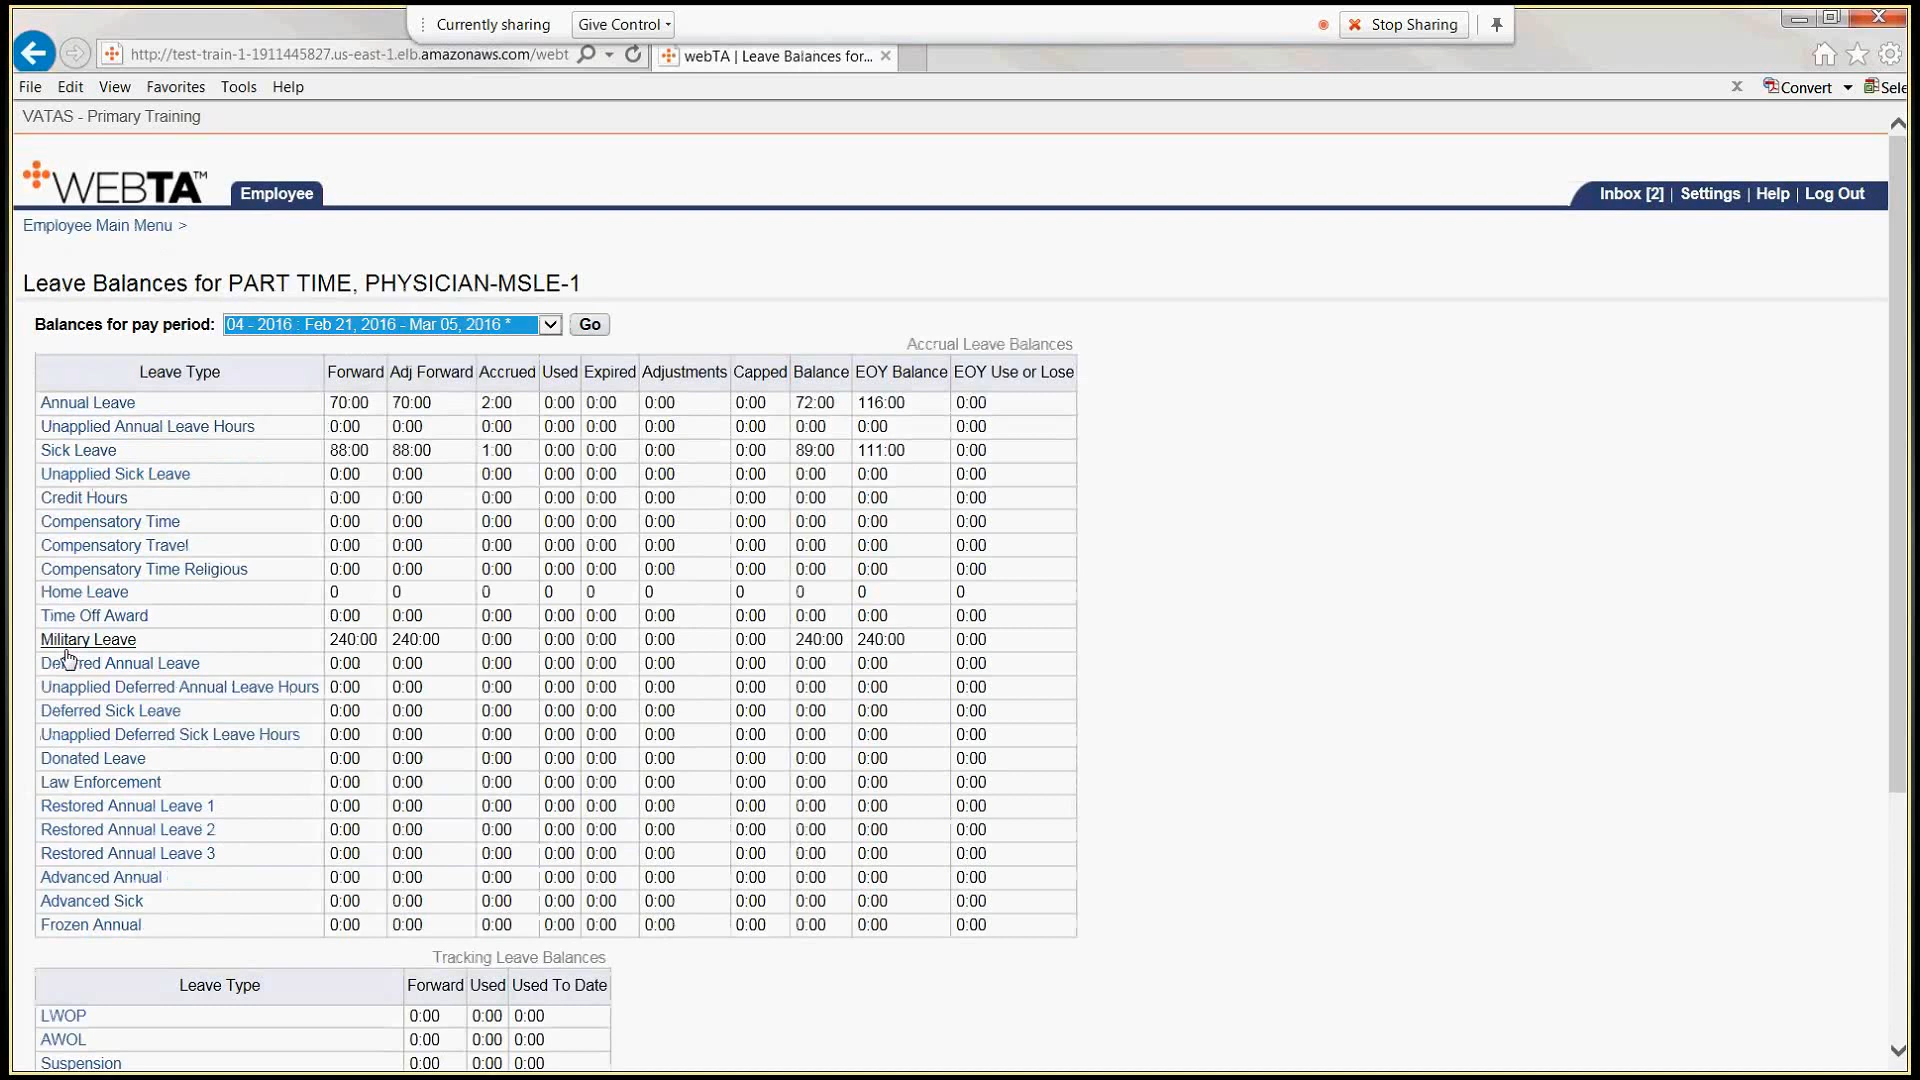 Currently sharing Give Control Stop Sharing
http://test-train-1-1911445827.us-east-1.elb.amazonaws.com/webt webTA | Leave Balances for...
File Edit View Favorites Tools Help x Convert Sele
VATAS - Primary Training
WEBTA™ Employee Inbox [2] | Settings | Help | Log Out
Employee Main Menu >
Leave Balances for PART TIME, PHYSICIAN-MSLE-1
Balances for pay period: 04 - 2016 : Feb 21, 2016 - Mar 05, 2016 * Go
Accrual Leave Balances
Leave Type Forward Adj Forward Accrued Used Expired Adjustments Capped Balance EOY Balance EOY Use or Lose
Annual Leave 70:00 70:00 2:00 0:00 0:00 0:00 0:00 72:00 116:00 0:00
Unapplied Annual Leave Hours 0:00 0:00 0:00 0:00 0:00 0:00 0:00 0:00 0:00 0:00
Sick Leave 88:00 88:00 1:00 0:00 0:00 0:00 0:00 89:00 111:00 0:00
Unapplied Sick Leave 0:00 0:00 0:00 0:00 0:00 0:00 0:00 0:00 0:00 0:00
Credit Hours 0:00 0:00 0:00 0:00 0:00 0:00 0:00 0:00 0:00 0:00
Compensatory Time 0:00 0:00 0:00 0:00 0:00 0:00 0:00 0:00 0:00 0:00
Compensatory Travel 0:00 0:00 0:00 0:00 0:00 0:00 0:00 0:00 0:00 0:00
Compensatory Time Religious 0:00 0:00 0:00 0:00 0:00 0:00 0:00 0:00 0:00 0:00
Home Leave 0 0 0 0 0 0 0 0 0 0
Time Off Award 0:00 0:00 0:00 0:00 0:00 0:00 0:00 0:00 0:00 0:00
Military Leave 240:00 240:00 0:00 0:00 0:00 0:00 0:00 240:00 240:00 0:00
Deferred Annual Leave 0:00 0:00 0:00 0:00 0:00 0:00 0:00 0:00 0:00 0:00
Unapplied Deferred Annual Leave Hours 0:00 0:00 0:00 0:00 0:00 0:00 0:00 0:00 0:00 0:00
Deferred Sick Leave 0:00 0:00 0:00 0:00 0:00 0:00 0:00 0:00 0:00 0:00
Unapplied Deferred Sick Leave Hours 0:00 0:00 0:00 0:00 0:00 0:00 0:00 0:00 0:00 0:00
Donated Leave 0:00 0:00 0:00 0:00 0:00 0:00 0:00 0:00 0:00 0:00
Law Enforcement 0:00 0:00 0:00 0:00 0:00 0:00 0:00 0:00 0:00 0:00
Restored Annual Leave 1 0:00 0:00 0:00 0:00 0:00 0:00 0:00 0:00 0:00 0:00
Restored Annual Leave 2 0:00 0:00 0:00 0:00 0:00 0:00 0:00 0:00 0:00 0:00
Restored Annual Leave 3 0:00 0:00 0:00 0:00 0:00 0:00 0:00 0:00 0:00 0:00
Advanced Annual 0:00 0:00 0:00 0:00 0:00 0:00 0:00 0:00 0:00 0:00
Advanced Sick 0:00 0:00 0:00 0:00 0:00 0:00 0:00 0:00 0:00 0:00
Frozen Annual 0:00 0:00 0:00 0:00 0:00 0:00 0:00 0:00 0:00 0:00
Tracking Leave Balances
Leave Type Forward Used Used To Date
LWOP 0:00 0:00 0:00
AWOL 0:00 0:00 0:00
Suspension 0:00 0:00 0:00